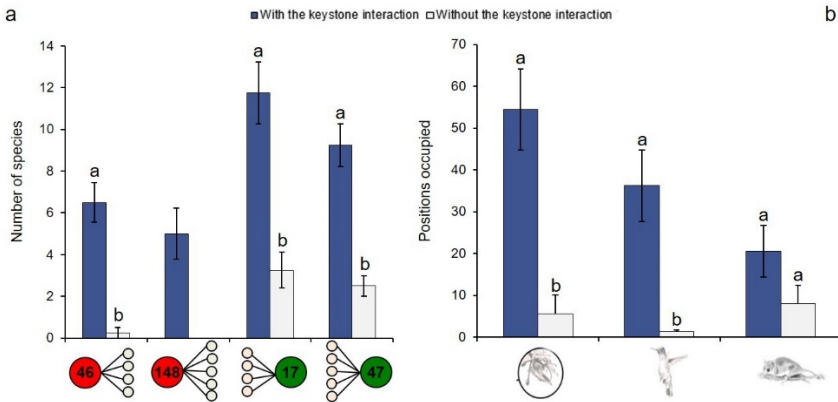 a
With the keystone interaction Without the keystone interaction
b
Number of species
14
12
10
8
6
4
2
0
a
b
a
b
a
b
46
148
17
47
Positions occupied
70
60
50
40
30
20
10
0
a
b
a
b
a
a